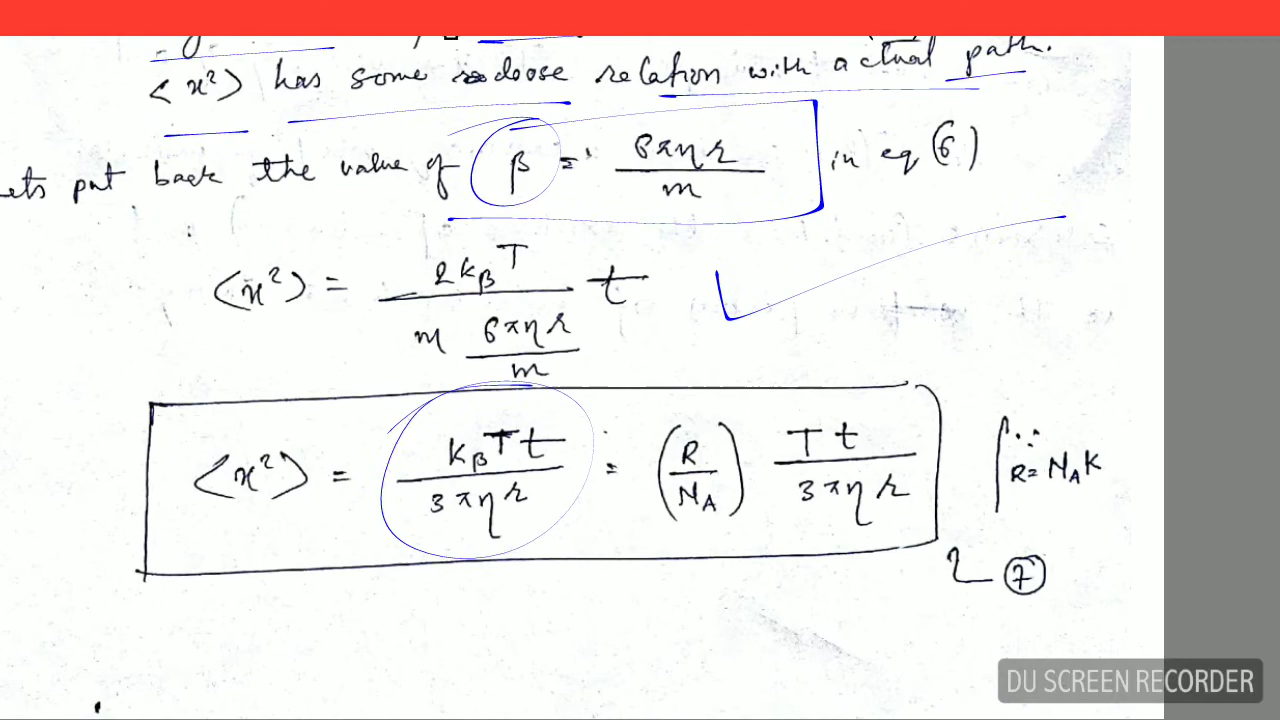 ⟨x²⟩ has some loose relation with actual path.
ets put back the value of β = 6πηr / m in eq (6)
⟨x²⟩ = 2k_βT / (m 6πηr / m) t
⟨x²⟩ = k_βTt / 3πηr = (R / N_A) Tt / 3πηr [∵ R = N_A K
(7)
DU SCREEN RECORDER